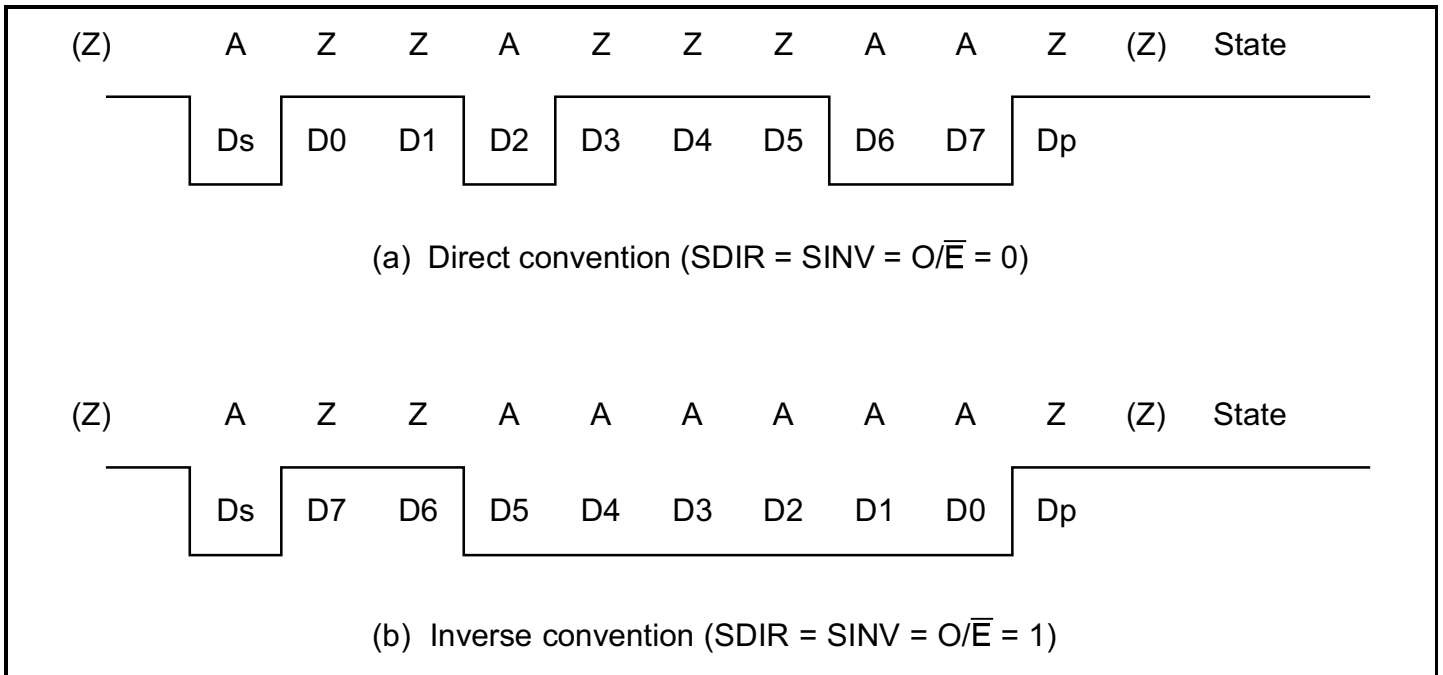 (Z) A Z Z A Z Z Z A A Z (Z) State
Ds D0 D1 D2 D3 D4 D5 D6 D7 Dp
(a) Direct convention (SDIR = SINV = O/E̅ = 0)
(Z) A Z Z A A A A A A Z (Z) State
Ds D7 D6 D5 D4 D3 D2 D1 D0 Dp
(b) Inverse convention (SDIR = SINV = O/E̅ = 1)